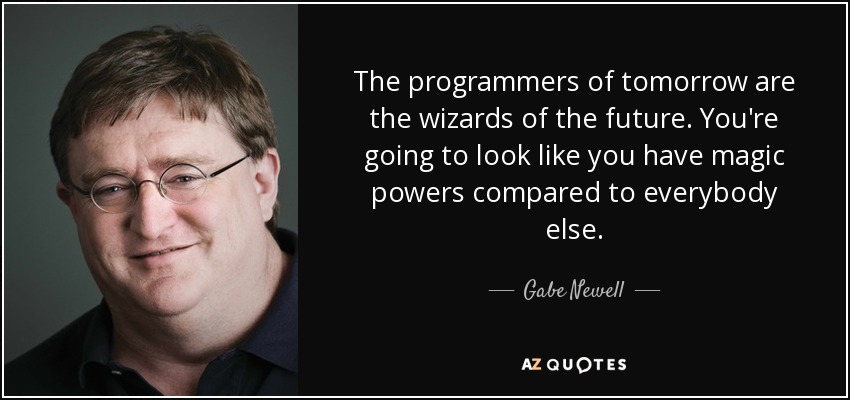 The programmers of tomorrow are
the wizards of the future. You're
going to look like you have magic
powers compared to everybody
else.
Gabe Newell
AZ QUOTES